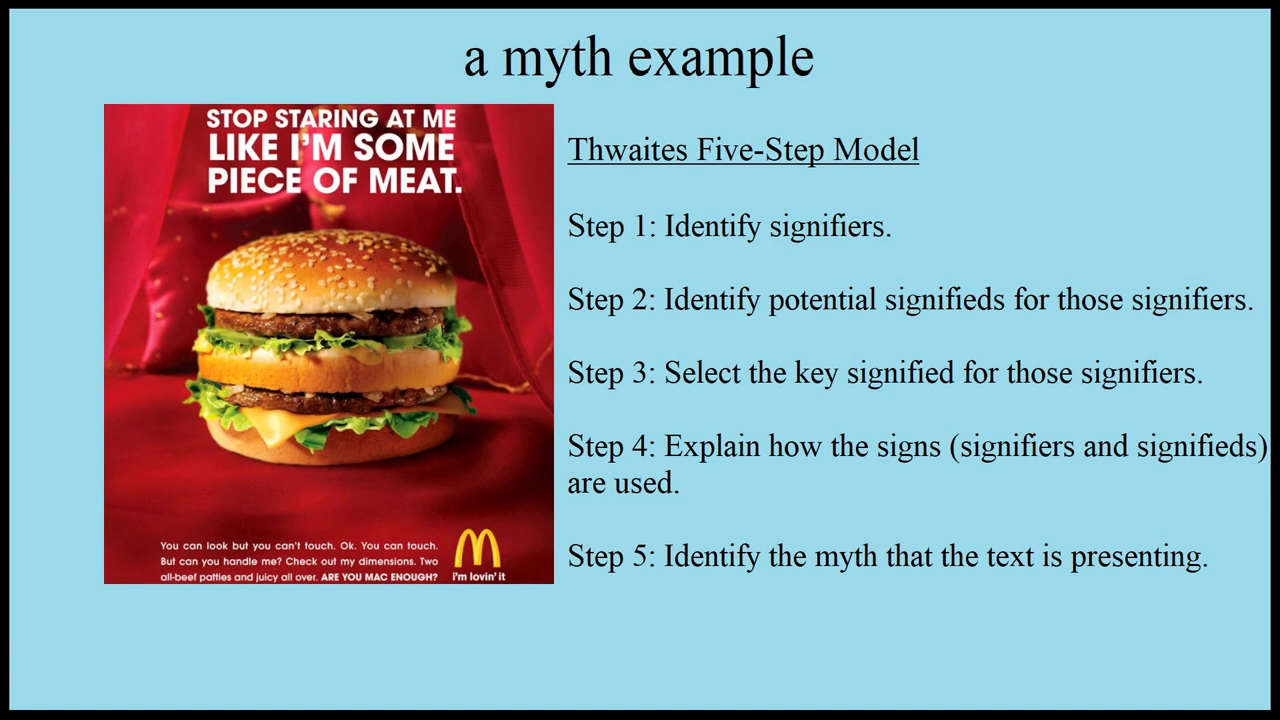 a myth example
STOP STARING AT ME
LIKE I'M SOME
PIECE OF MEAT.
You can look but you can't touch. Ok. You can touch.
But can you handle me? Check out my dimensions. Two
all-beef patties and juicy all over. ARE YOU MAC ENOUGH?
i'm lovin' it
Thwaites Five-Step Model
Step 1: Identify signifiers.
Step 2: Identify potential signifieds for those signifiers.
Step 3: Select the key signified for those signifiers.
Step 4: Explain how the signs (signifiers and signifieds)
are used.
Step 5: Identify the myth that the text is presenting.